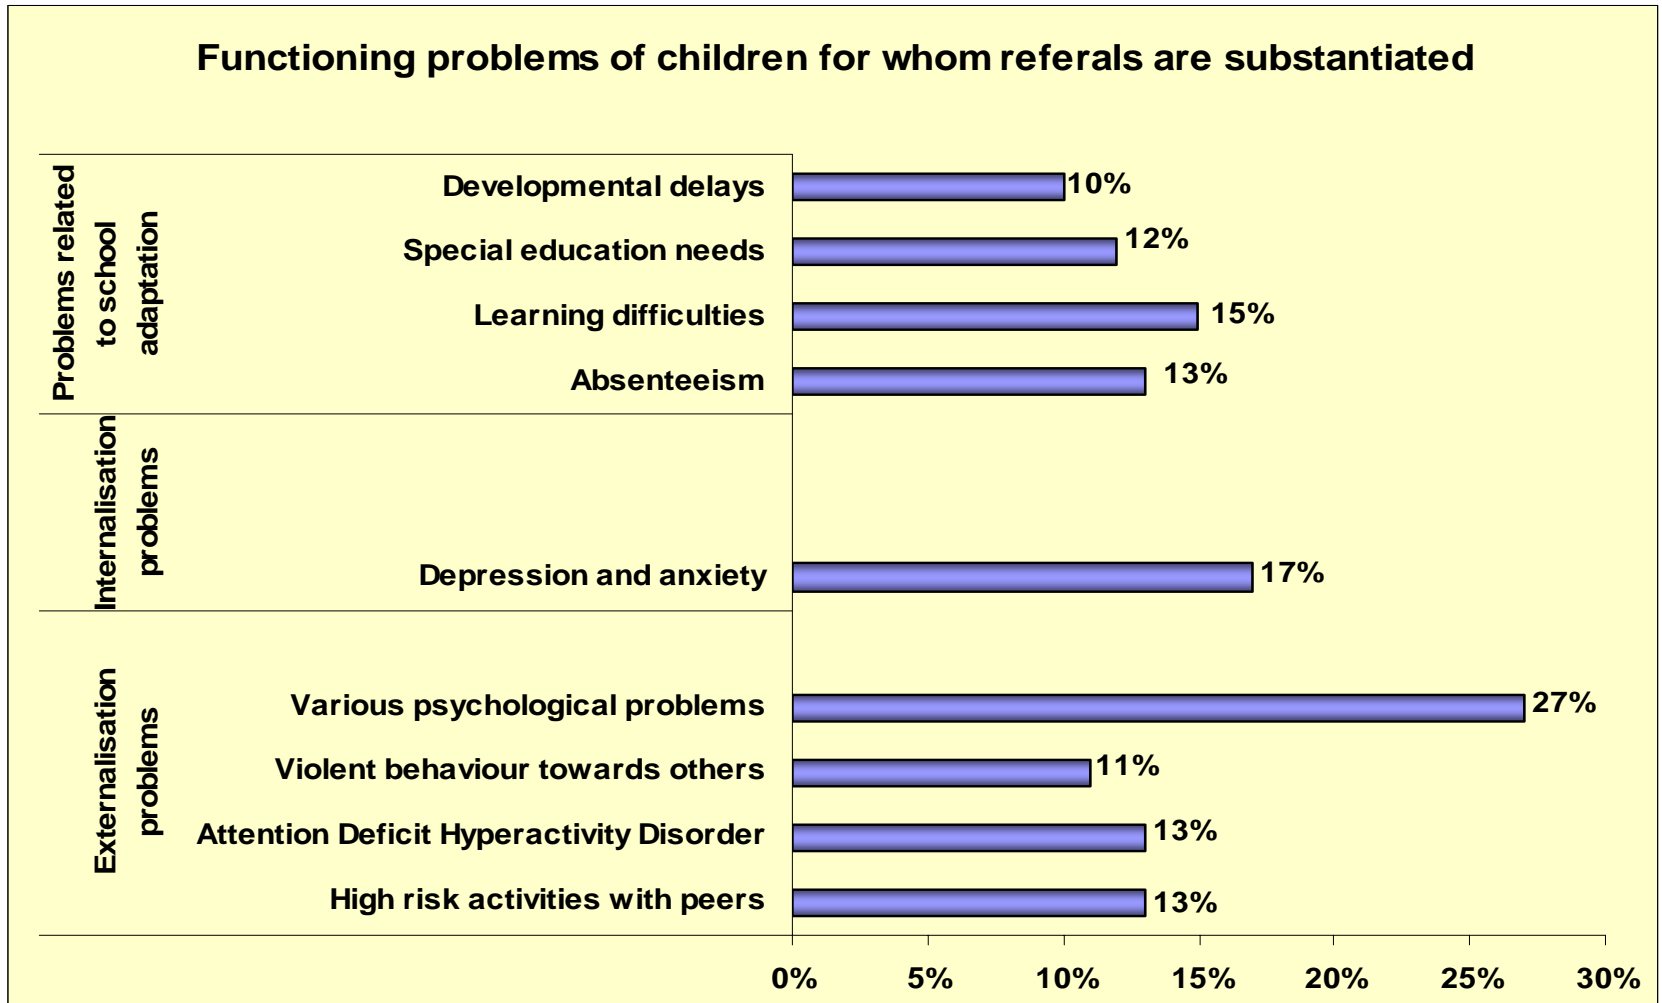 Functioning problems of children for whom referals are substantiated
Problems related
to school
adaptation
Developmental delays
10%
Special education needs
12%
Learning difficulties
15%
Absenteeism
13%
Internalisation
problems
Depression and anxiety
17%
Externalisation
problems
Various psychological problems
27%
Violent behaviour towards others
11%
Attention Deficit Hyperactivity Disorder
13%
High risk activities with peers
13%
0% 5% 10% 15% 20% 25% 30%